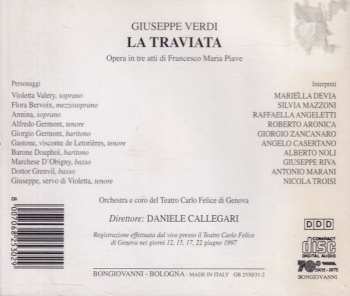 GIUSEPPE VERDI
LA TRAVIATA
Opera in tre atti di Francesco Maria Piave
Personaggi
Interpreti
Violetta Valery, soprano
MARIELLA DEVIA
Flora Bervoix, mezzosoprano
SILVIA MAZZONI
Annina, soprano
RAFFAELLA ANGELETTI
Alfredo Germont, tenore
ROBERTO ARONICA
Giorgio Germont, baritono
GIORGIO ZANCANARO
Gastone, visconte de Letorières, tenore
ANGELO CASERTANO
Barone Douphol, baritono
ALBERTO NOLI
Marchese D'Obigny, basso
GIUSEPPE RIVA
Dottor Grenvil, basso
ANTONIO MARANI
Giuseppe, servo di Violetta, tenore
NICOLA TROISI
Orchestra e coro del Teatro Carlo Felice di Genova
Direttore: DANIELE CALLEGARI
Registrazione effettuata dal vivo presso il Teatro Carlo Felice
di Genova nei giorni 12, 15, 17, 22 giugno 1997
DDD
COMPACT
disc
DIGITAL AUDIO
BONGIOVANNI
BONGIOVANNI - BOLOGNA - MADE IN ITALY